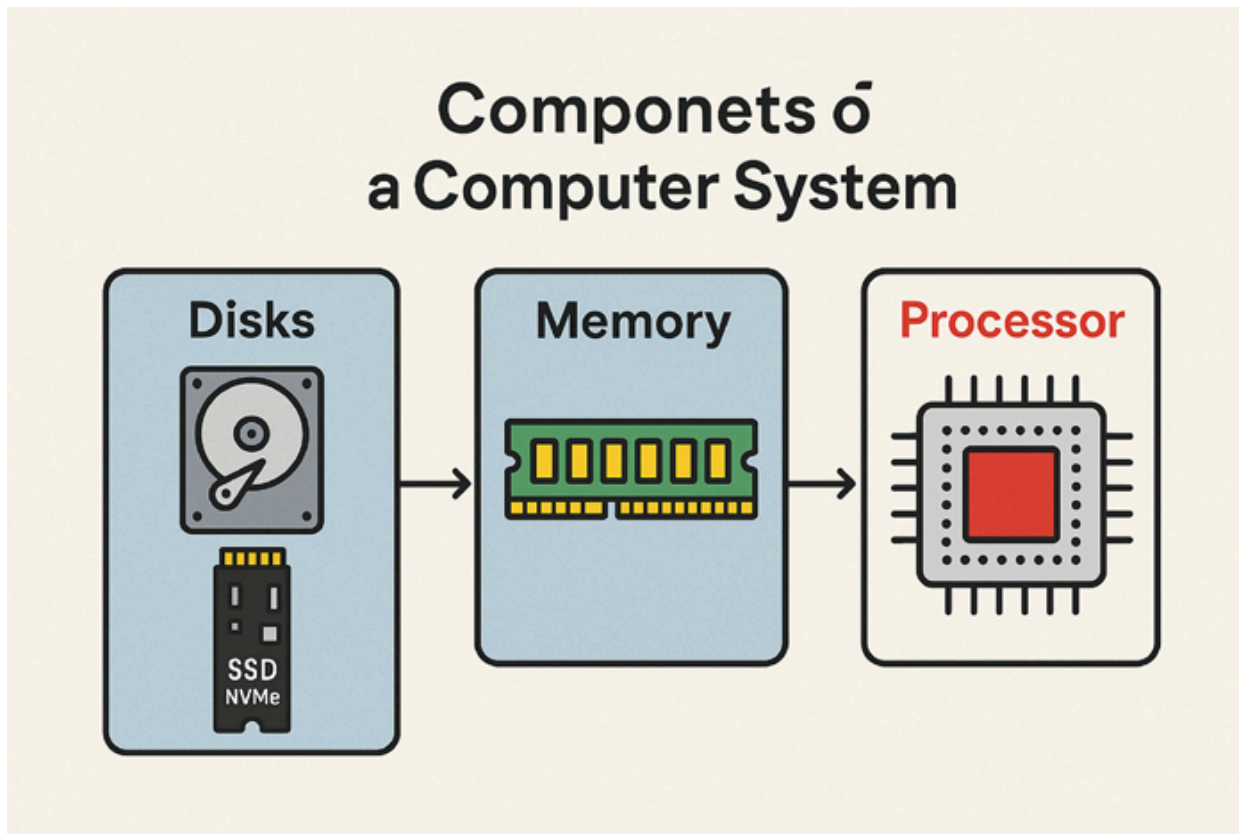 Componets ó
a Computer System
Disks
Memory
Processor
SSD
NVMe